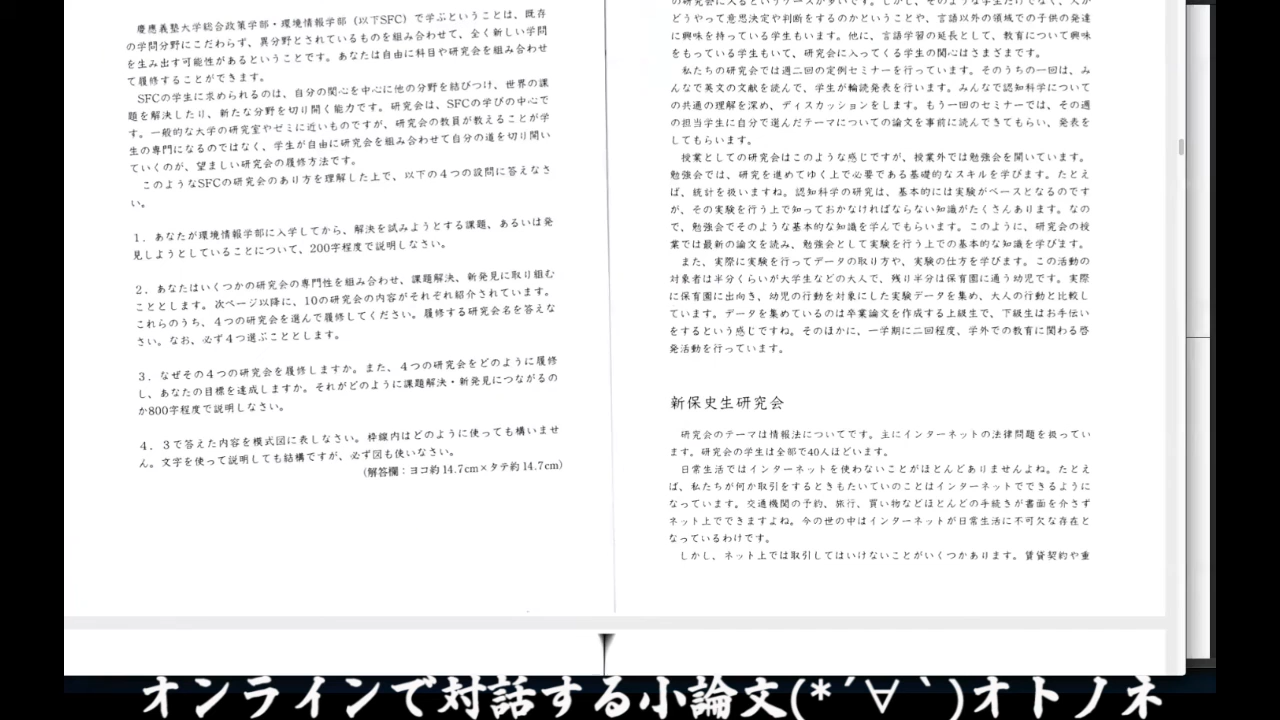 慶應義塾大学総合政策学部・環境情報学部（以下SFC）で学ぶということは、既存
の学問分野にこだわらず、異分野とされているものを組み合わせて、全く新しい学問
を生み出す可能性があるということです。あなたは自由に科目や研究会を組み合わせ
て履修することができます。
SFCの学生に求められるのは、自分の関心を中心に他の分野を結びつけ、世界の課
題を解決したり、新たな分野を切り開く能力です。研究会は、SFCの学びの中心で
す。一般的な大学の研究室やゼミに近いものですが、研究会の教員が教えることが学
生の専門になるのではなく、学生が自由に研究会を組み合わせて自分の道を切り開い
ていくのが、望ましい研究会の履修方法です。
このようなSFCの研究会のあり方を理解した上で、以下の４つの設問に答えなさ
い。
１．あなたが環境情報学部に入学してから、解決を試みようとする課題、あるいは発
見しようとしていることについて、200字程度で説明しなさい。
２．あなたはいくつかの研究会の専門性を組み合わせ、課題解決、新発見に取り組む
こととします。次ページ以降に、10の研究会の内容がそれぞれ紹介されています。
これらのうち、４つの研究会を選んで履修してください。履修する研究会名を答えな
さい。なお、必ず４つ選ぶこととします。
３．なぜその４つの研究会を履修しますか。また、４つの研究会をどのように履修
し、あなたの目標を達成しますか。それがどのように課題解決・新発見につながるの
か800字程度で説明しなさい。
４．３で答えた内容を模式図に表しなさい。枠線内はどのように使っても構いませ
ん。文字を使って説明しても結構ですが、必ず図も使いなさい。
（解答欄：ヨコ約14.7cm×タテ約14.7cm）
の研究会に入るというケースが多いです。しかし、そのような学生だけでなく、人が
どうやって意思決定や判断をするのかということや、言語以外の領域での子供の発達
に興味を持っている学生もいます。他に、言語学習の延長として、教育について興味
をもっている学生もいて、研究会に入ってくる学生の関心はさまざまです。
私たちの研究会では週二回の定例セミナーを行っています。そのうちの一回は、み
んなで英文の文献を読んで、学生が輪読発表を行います。みんなで認知科学について
の共通の理解を深め、ディスカッションをします。もう一回のセミナーでは、その週
の担当学生に自分で選んだテーマについての論文を事前に読んできてもらい、発表を
してもらいます。
授業としての研究会はこのような感じですが、授業外では勉強会を開いています。
勉強会では、研究を進めてゆく上で必要である基礎的なスキルを学びます。たとえ
ば、統計を扱いますね。認知科学の研究は、基本的には実験がベースとなるのです
が、その実験を行う上で知っておかなければならない知識がたくさんあります。なの
で、勉強会でそのような基本的な知識を学んでもらいます。このように、研究会の授
業では最新の論文を読み、勉強会として実験を行う上での基本的な知識を学びます。
また、実際に実験を行ってデータの取り方や、実験の仕方を学びます。この活動の
対象者は半分くらいが大学生などの大人で、残り半分は保育園に通う幼児です。実際
に保育園に出向き、幼児の行動を対象にした実験データを集め、大人の行動と比較し
ています。データを集めているのは卒業論文を作成する上級生で、下級生はお手伝い
をするという感じですね。そのほかに、一学期に二回程度、学外での教育に関わる啓
発活動を行っています。
新保史生研究会
研究会のテーマは情報法についてです。主にインターネットの法律問題を扱ってい
ます。研究会の学生は全部で40人ほどいます。
日常生活ではインターネットを使わないことがほとんどありませんよね。たとえ
ば、私たちが何か取引をするときもたいていのことはインターネットでできるように
なっています。交通機関の予約、旅行、買い物などほとんどの手続きが書面を介さず
ネット上でできますよね。今の世の中はインターネットが日常生活に不可欠な存在と
なっているわけです。
しかし、ネット上では取引してはいけないことがいくつかあります。賃貸契約や重
オンラインで対話する小論文(*´∀｀)オトノネ